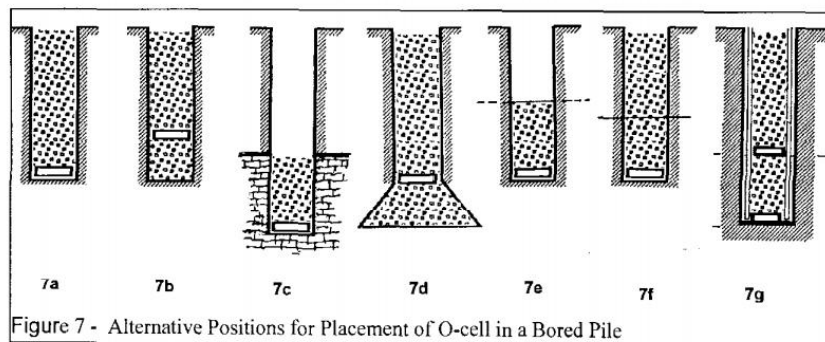 7a 7b 7c 7d 7e 7f 7g
Figure 7 - Alternative Positions for Placement of O-cell in a Bored Pile